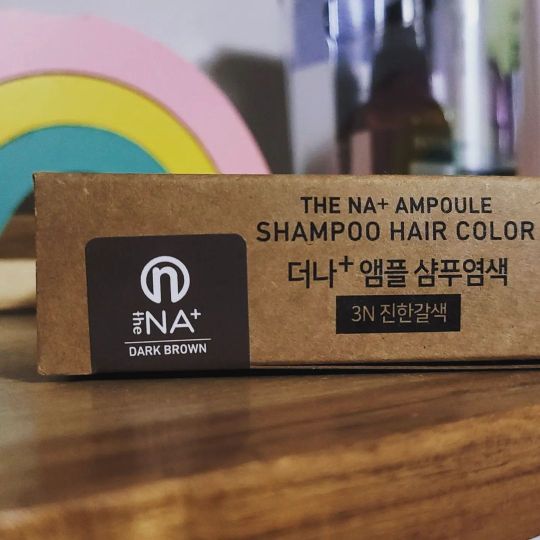 THE NA+ AMPOULE
SHAMPOO HAIR COLOR
더나+ 앰플 샴푸염색
3N 진한갈색
n
the NA+
DARK BROWN